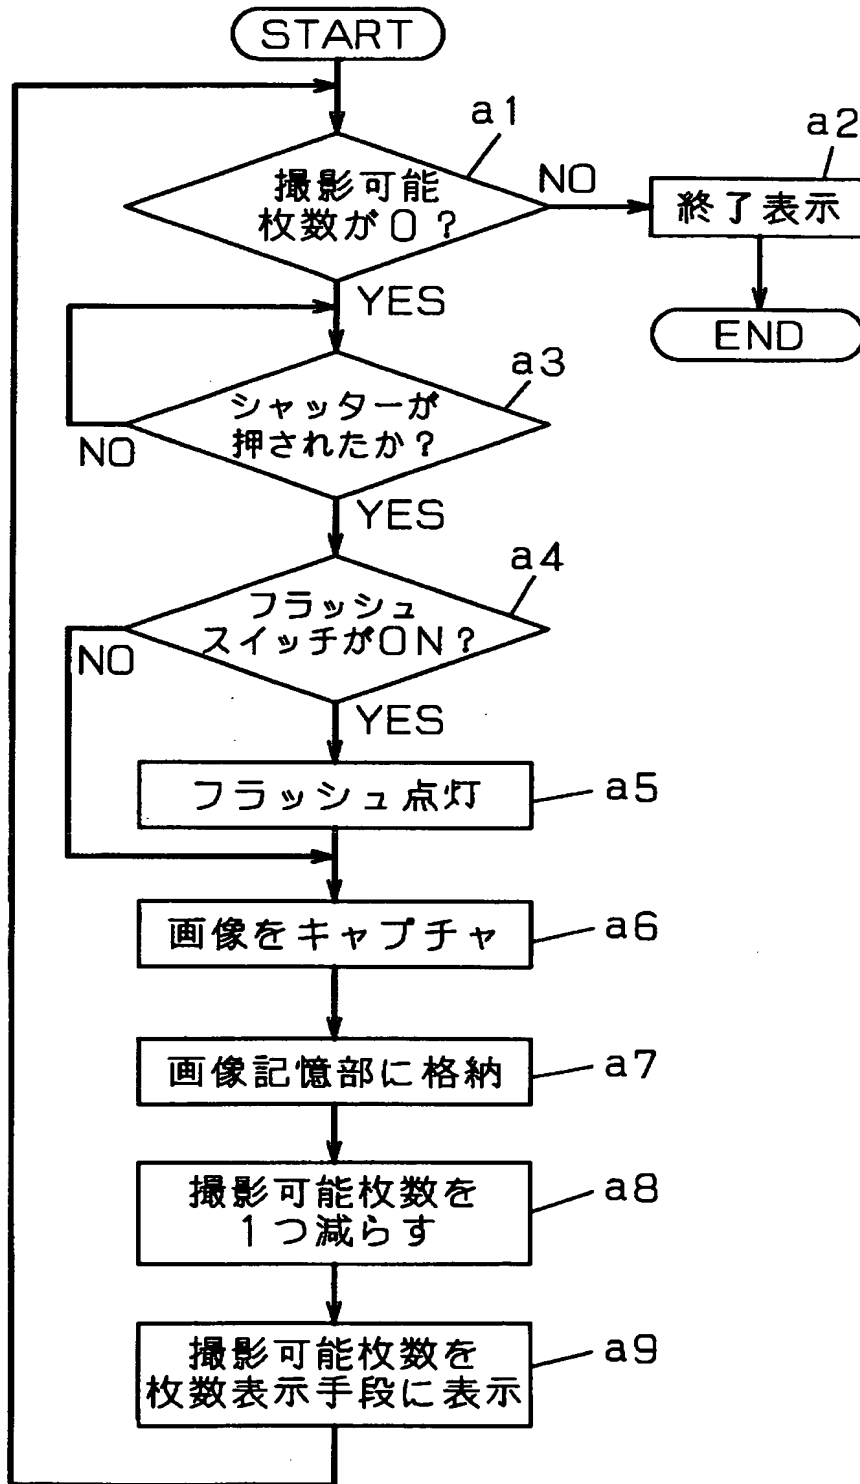 START
a1
撮影可能
枚数が0?
NO
a2
終了表示
END
YES
a3
シャッターが
押されたか?
NO
YES
a4
フラッシュ
スイッチがON?
NO
YES
フラッシュ点灯
a5
画像をキャプチャ
a6
画像記憶部に格納
a7
撮影可能枚数を
1つ減らす
a8
撮影可能枚数を
枚数表示手段に表示
a9